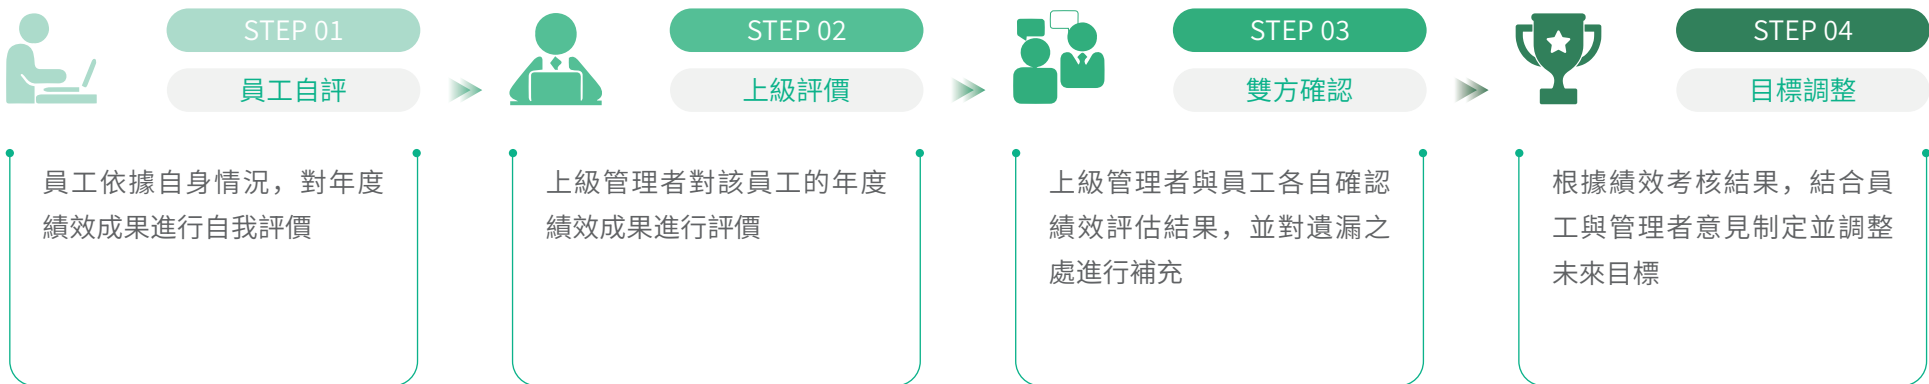 STEP 01
員工自評
員工依據自身情況，對年度
績效成果進行自我評價
STEP 02
上級評價
上級管理者對該員工的年度
績效成果進行評價
STEP 03
雙方確認
上級管理者與員工各自確認
績效評估結果，並對遺漏之
處進行補充
STEP 04
目標調整
根據績效考核結果，結合員
工與管理者意見制定並調整
未來目標